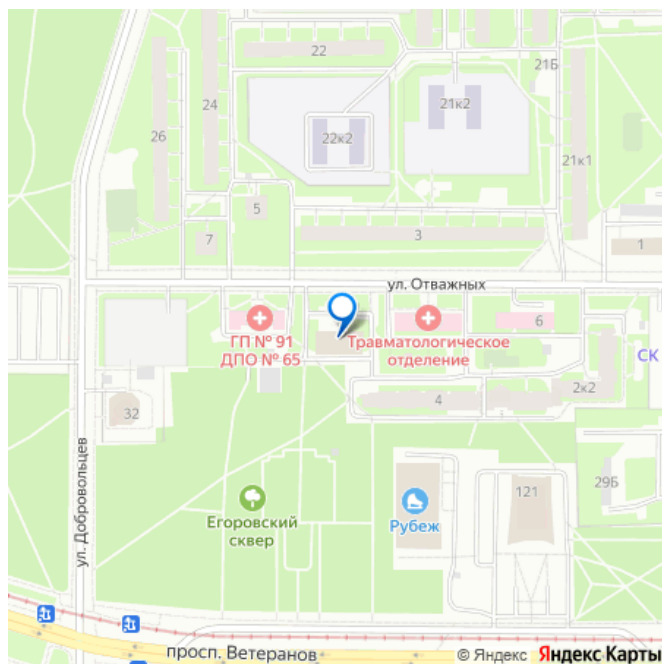 22
21Б
24
26
22к2
21к2
21к1
5
7
3
1
ул. Отважных
ГП № 91
ДПО № 65
Травматологическое
отделение
6
СК
2к2
4
32
ул. Добровольцев
Егоровский
сквер
Рубеж
121
29Б
просп. Ветеранов
© Яндекс Яндекс Карты